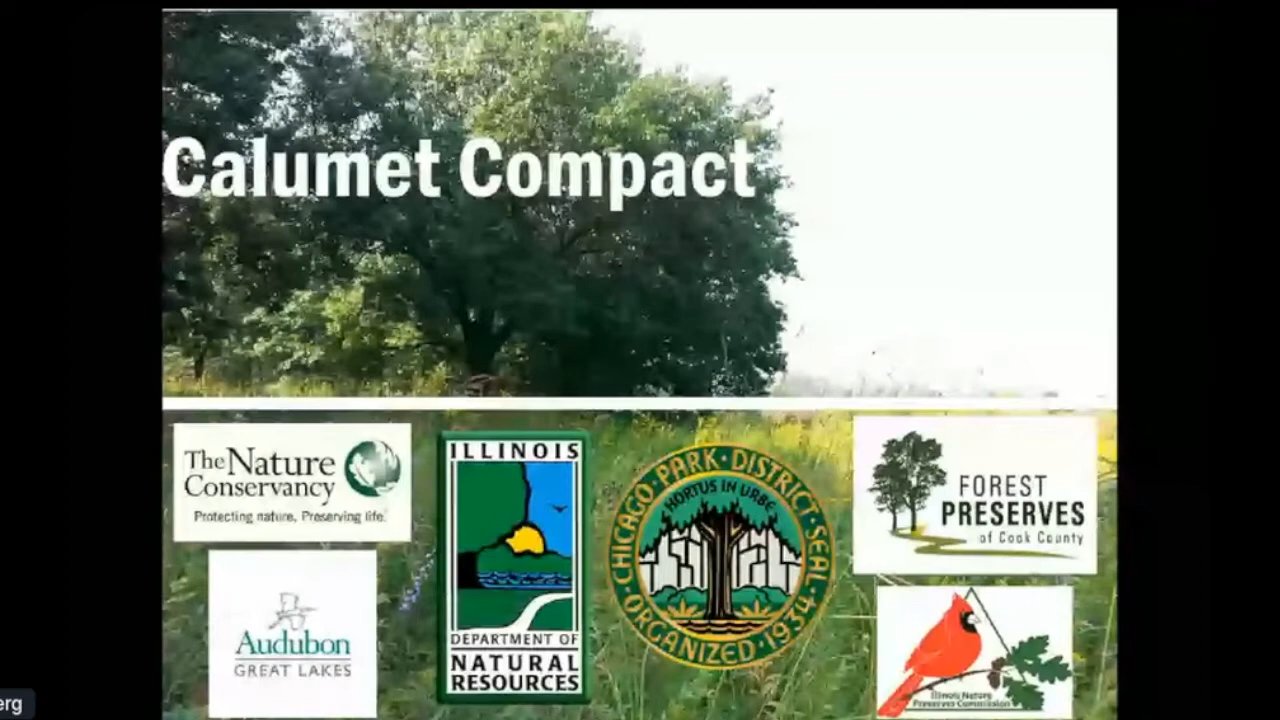 Calumet Compact
The Nature
Conservancy
Protecting nature. Preserving life.
Audubon
GREAT LAKES
ILLINOIS
DEPARTMENT OF
NATURAL
RESOURCES
CHICAGO · PARK · DISTRICT · SEAL
HORTUS IN URBE
ORGANIZED · 1934
FOREST
PRESERVES
of Cook County
Illinois Nature
Preserves Commission
erg